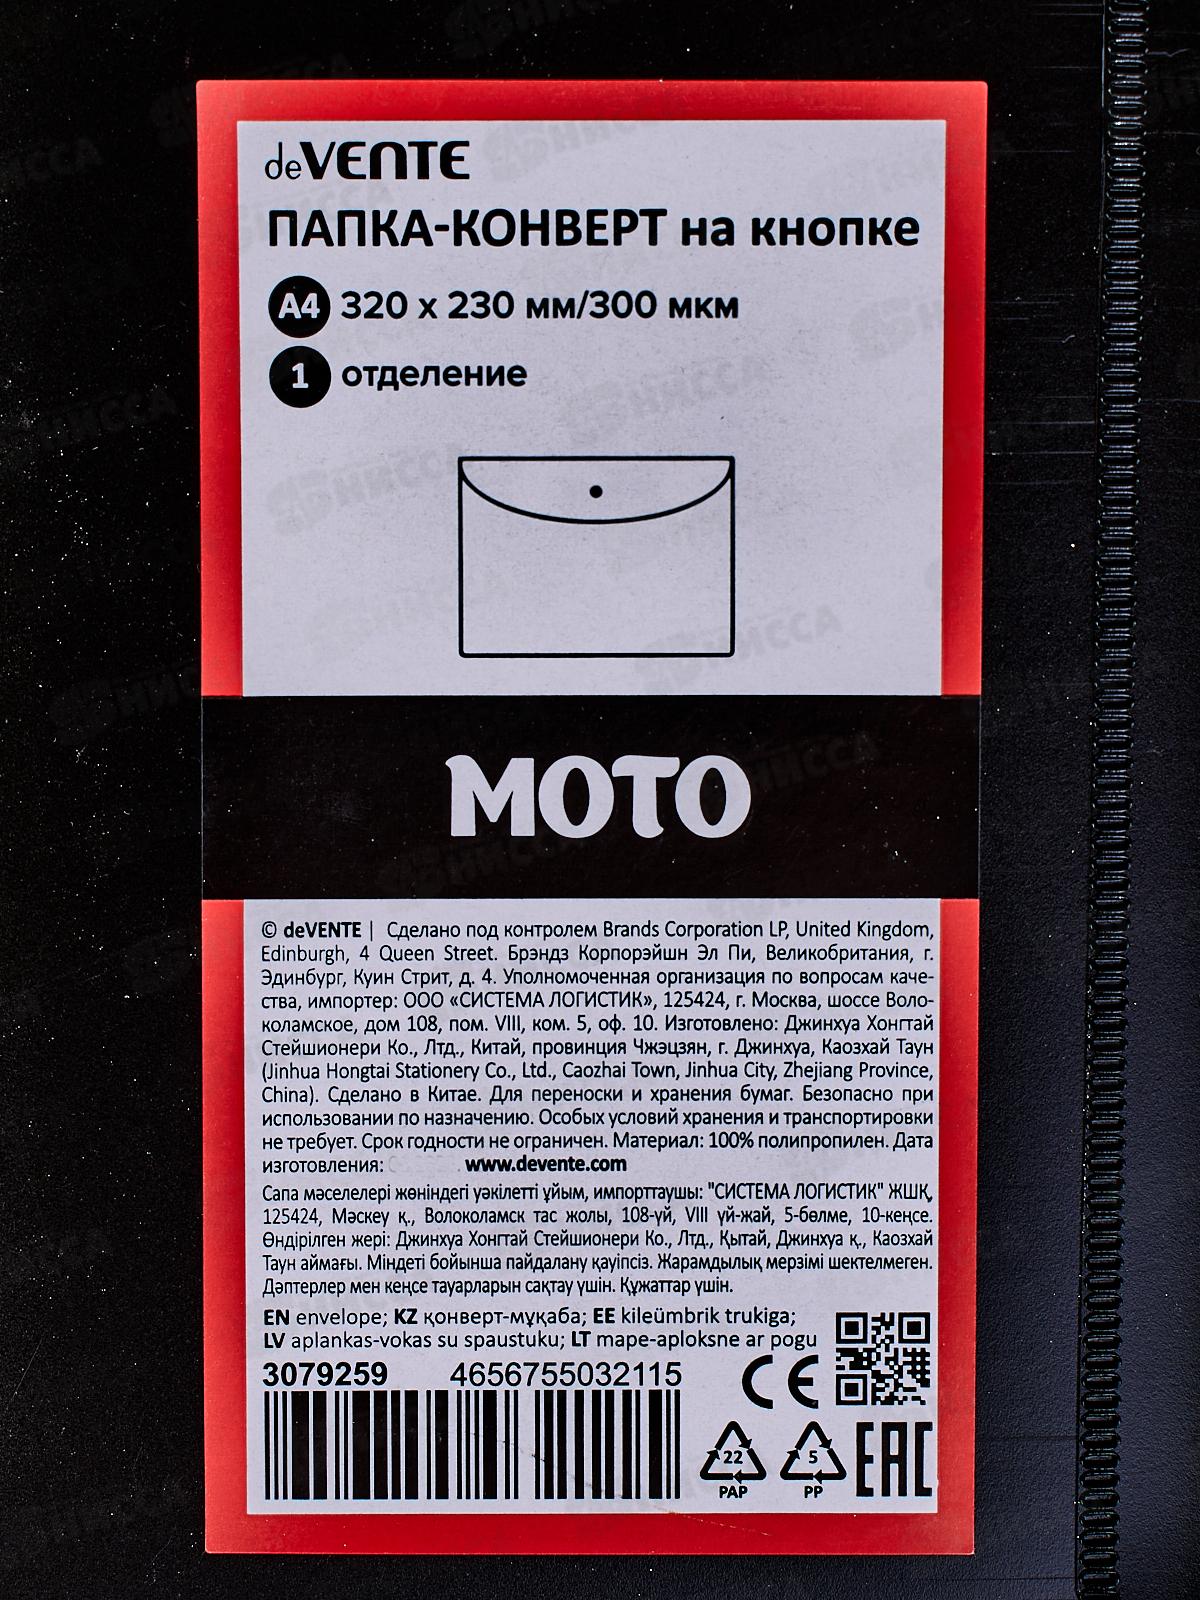 deVENTE
ПАПКА-КОНВЕРТ на кнопке
A4 320 x 230 мм/300 мкм
1 отделение
МОТО
© deVENTE | Сделано под контролем Brands Corporation LP, United Kingdom,
Edinburgh, 4 Queen Street. Брэндз Корпорэйшн Эл Пи, Великобритания, г.
Эдинбург, Куин Стрит, д. 4. Уполномоченная организация по вопросам каче-
ства, импортер: ООО «СИСТЕМА ЛОГИСТИК», 125424, г. Москва, шоссе Воло-
коламское, дом 108, пом. VIII, ком. 5, оф. 10. Изготовлено: Джинхуа Хонгтай
Стейшионери Ко., Лтд., Китай, провинция Чжэцзян, г. Джинхуа, Каозхай Таун
(Jinhua Hongtai Stationery Co., Ltd., Caozhai Town, Jinhua City, Zhejiang Province,
China). Сделано в Китае. Для переноски и хранения бумаг. Безопасно при
использовании по назначению. Особых условий хранения и транспортировки
не требует. Срок годности не ограничен. Материал: 100% полипропилен. Дата
изготовления: www.devente.com
Сапа мәселелері жөніндегі уәкілетті ұйым, импорттаушы: "СИСТЕМА ЛОГИСТИК" ЖШҚ,
125424, Мәскеу қ., Волоколамск тас жолы, 108-үй, VIII үй-жай, 5-бөлме, 10-кеңсе.
Өндірілген жері: Джинхуа Хонгтай Стейшионери Ко., Лтд., Қытай, Джинхуа қ., Каозхай
Таун аймағы. Міндеті бойынша пайдалану қауіпсіз. Жарамдылық мерзімі шектелмеген.
Дәптерлер мен кеңсе тауарларын сақтау үшін. Құжаттар үшін.
EN envelope; KZ қонверт-мұқаба; EE kileümbrik trukiga;
LV aplankas-vokas su spaustuku; LT mape-aploksne ar pogu
3079259 4656755032115
CE
22 5 EAC
PAP PP